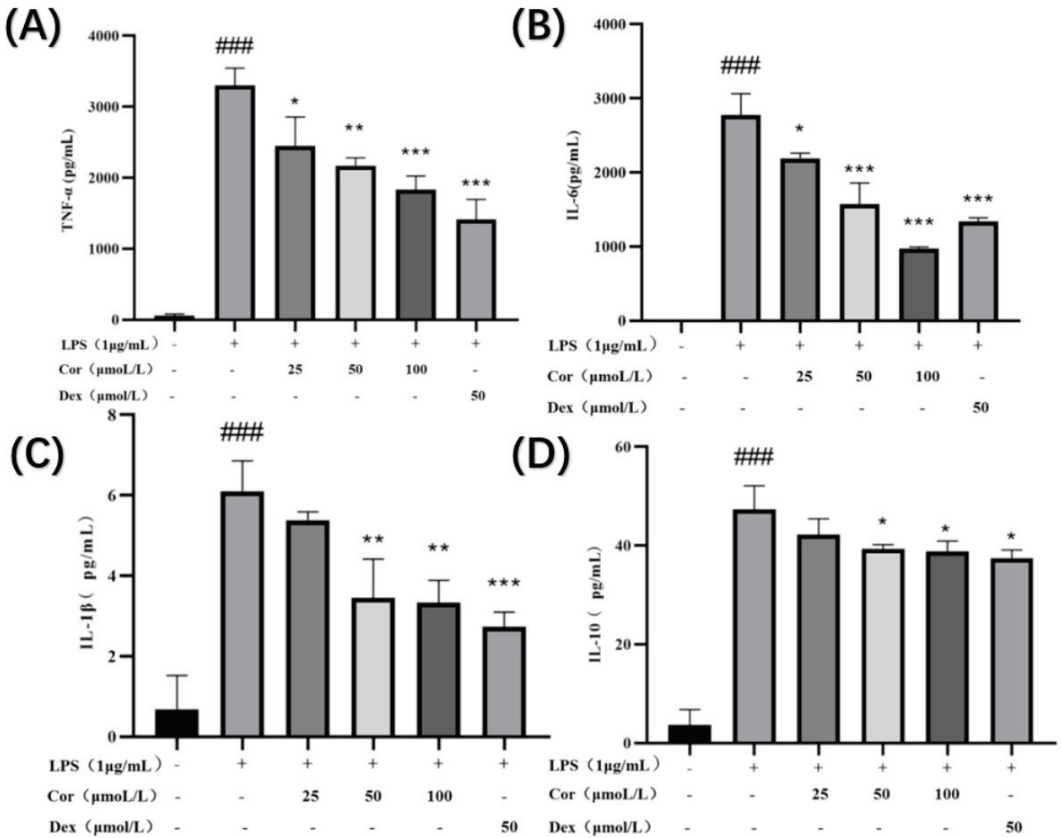 (A)
4000
3000
2000
1000
0
TNF-α (pg/mL)
###
*
**
***
***
LPS（1μg/mL） - + + + + +
Cor（μmoL/L） - - 25 50 100 -
Dex（μmol/L） - - - - - 50
(B)
4000
3000
2000
1000
0
IL-6(pg/mL)
###
*
***
***
***
LPS（1μg/mL） - + + + + +
Cor（μmoL/L） - - 25 50 100 -
Dex（μmol/L） - - - - - 50
(C)
8
6
4
2
0
IL-1β（ pg/mL）
###
**
**
***
LPS（1μg/mL） - + + + + +
Cor（μmoL/L） - - 25 50 100 -
Dex（μmol/L） - - - - - 50
(D)
60
40
20
0
IL-10（ pg/mL）
###
*
*
*
LPS（1μg/mL） - + + + + +
Cor（μmoL/L） - - 25 50 100 -
Dex（μmol/L） - - - - - 50